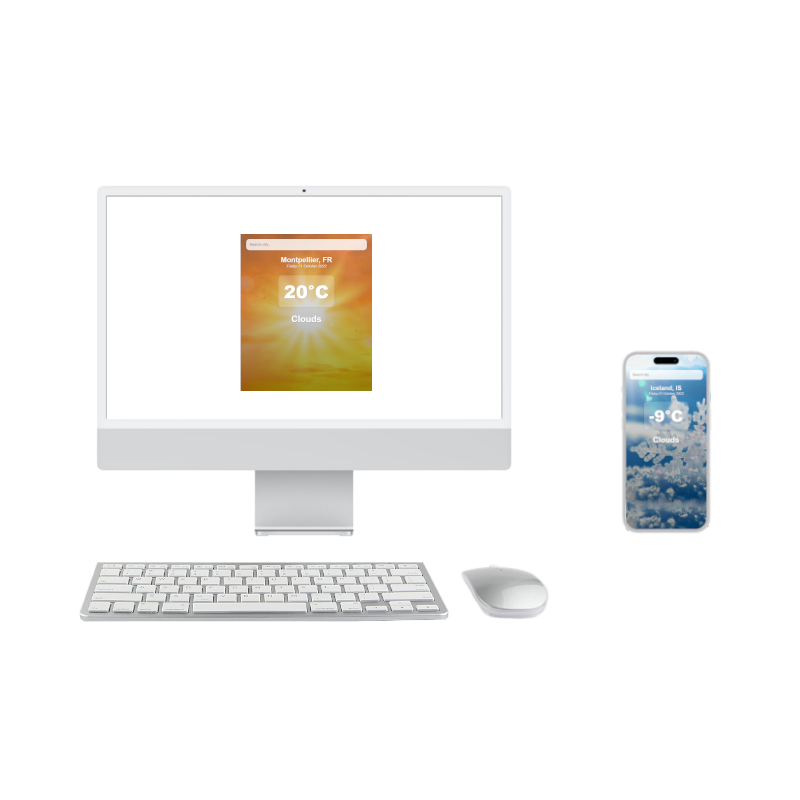 Search city...
Montpellier, FR
Friday 21 October 2022
20°C
Clouds
Search city...
Iceland, IS
Friday 21 October 2022
-9°C
Clouds